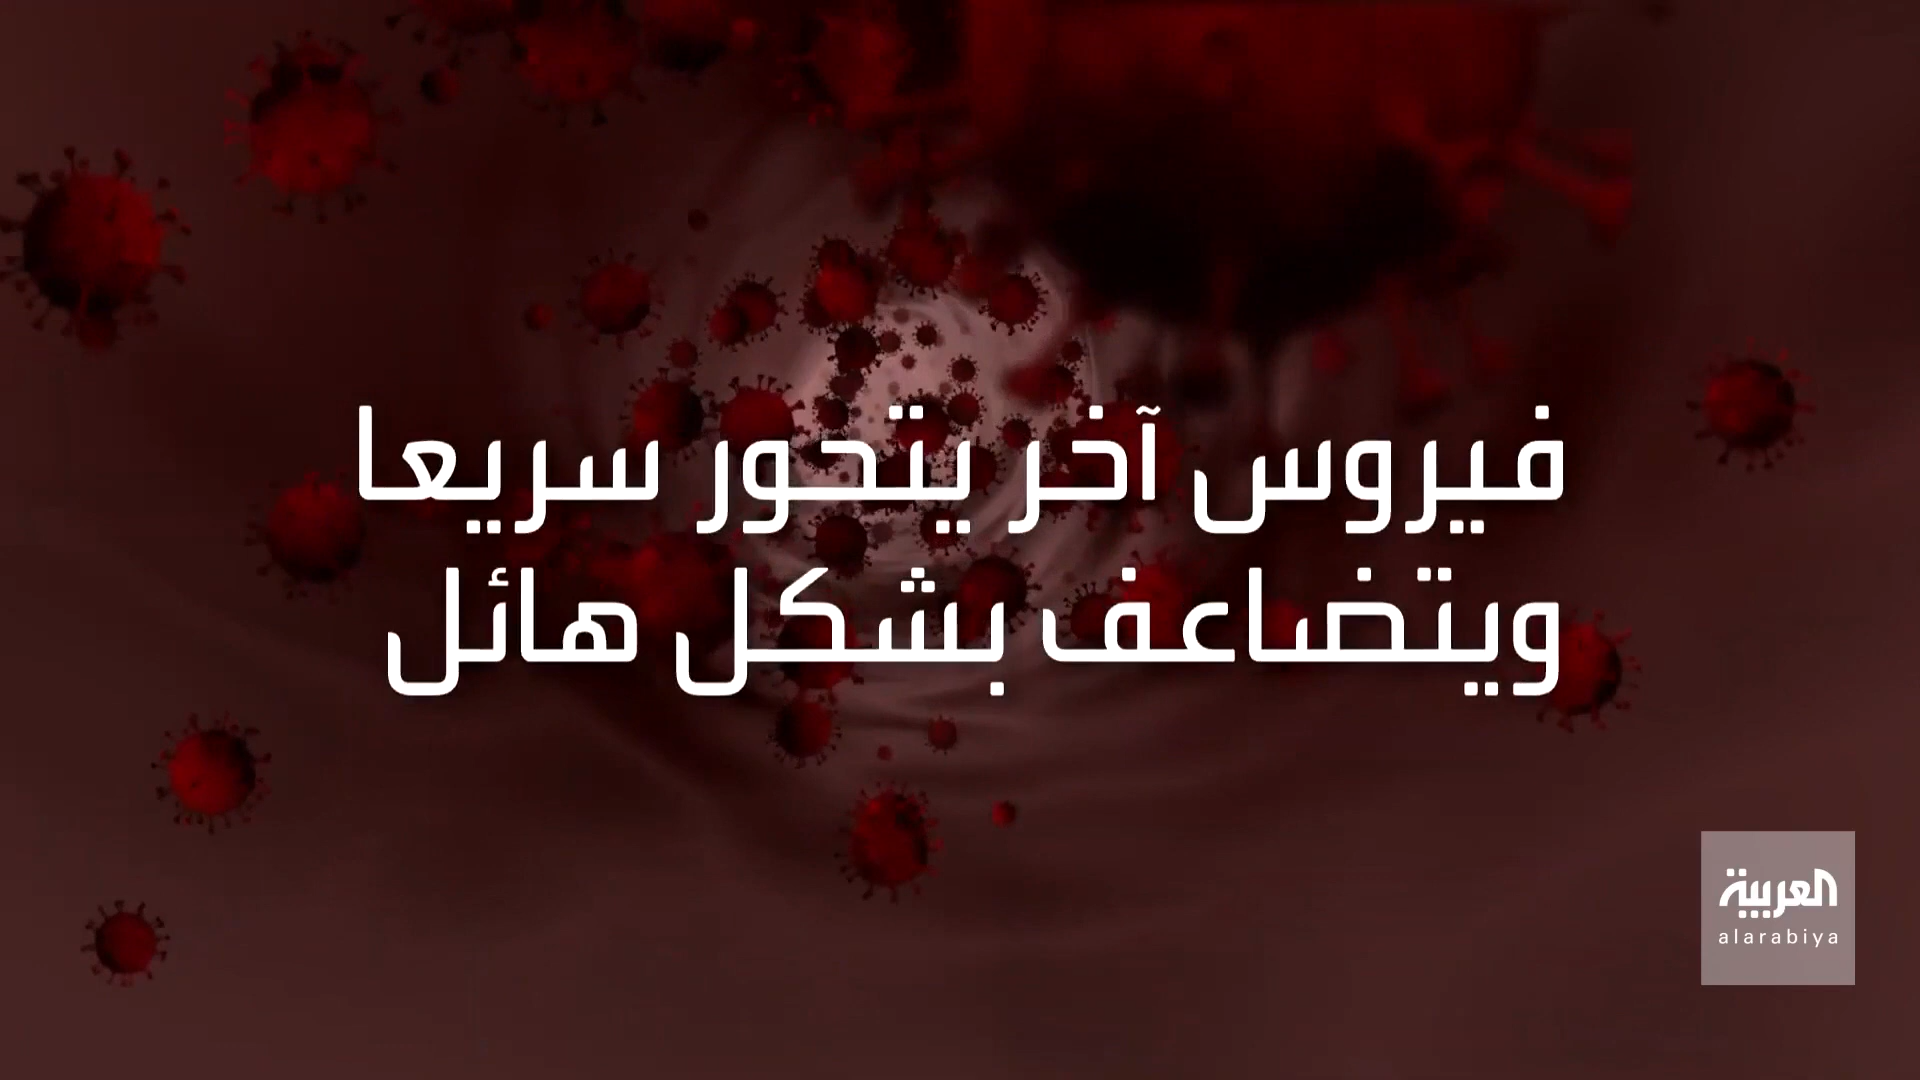 فيروس آخر يتحور سريعا
ويتضاعف بشكل هائل
العربية
alarabiya